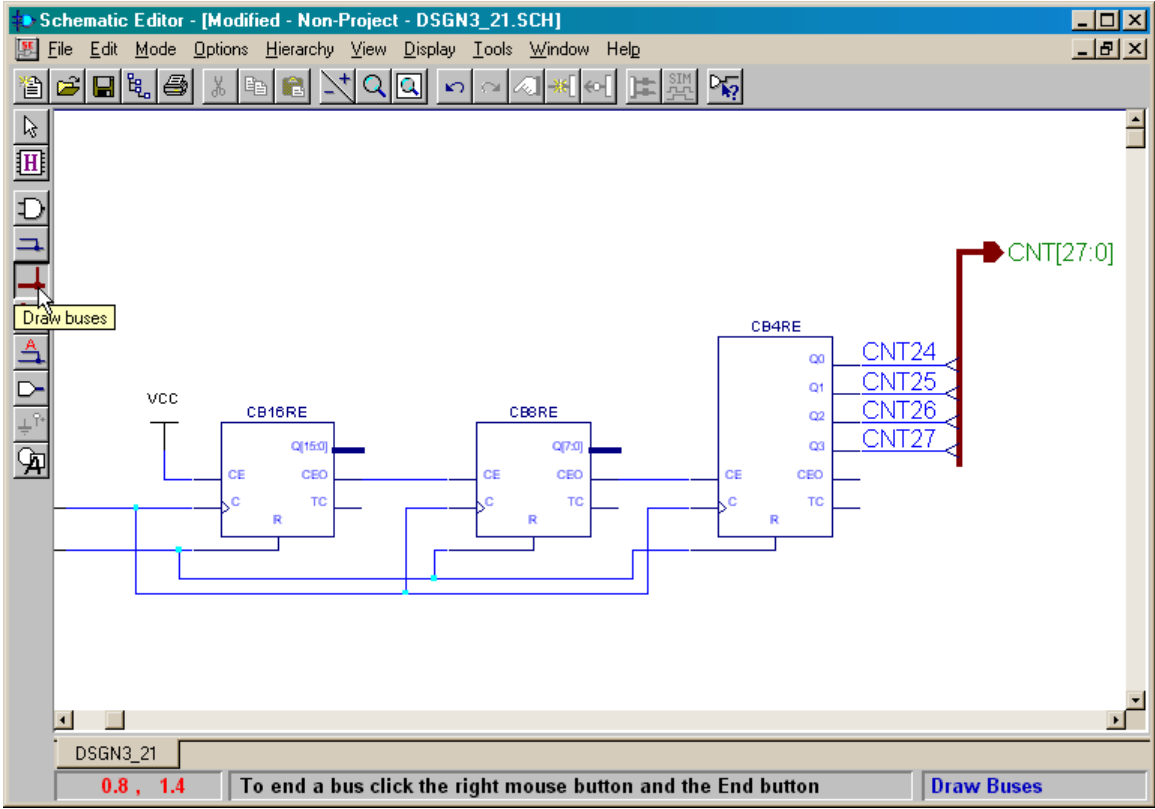 Schematic Editor - [Modified - Non-Project - DSGN3_21.SCH]
File Edit Mode Options Hierarchy View Display Tools Window Help
SIM
H
Draw buses
A
A
CNT[27:0]
CB4RE
Q0 CNT24
Q1 CNT25
Q2 CNT26
Q3 CNT27
VCC
CB16RE
CB8RE
Q[15:0]
Q[7:0]
CE CEO
CE CEO
CE CEO
C TC
C TC
C TC
R
R
R
DSGN3_21
0.8 , 1.4
To end a bus click the right mouse button and the End button
Draw Buses